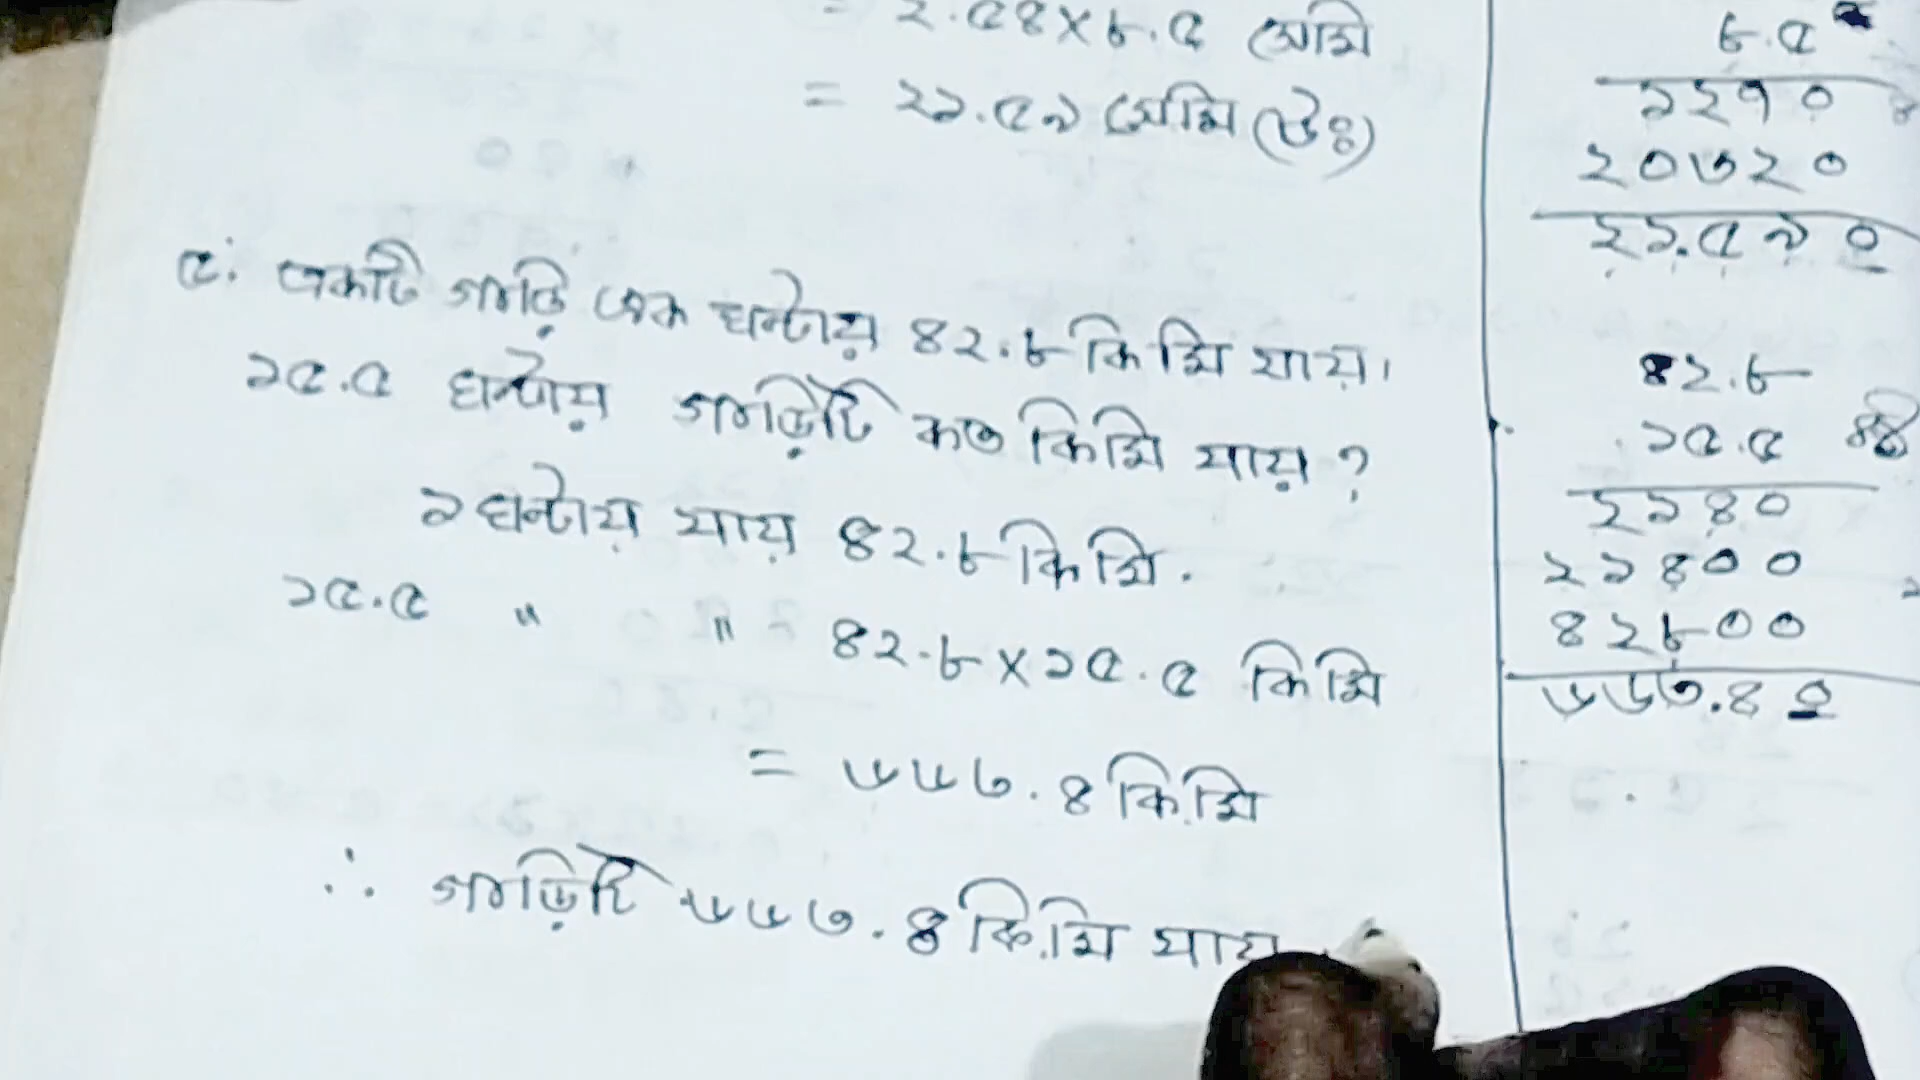 = ২.৫৪×৮.৫ সেমি
= ২১.৫৯ সেমি (উঃ)
৫. একটি গাড়ি এক ঘন্টায় ৪২.৮ কি মি যায়।
১৫.৫ ঘন্টায় গাড়িটি কত কিমি যায় ?
১ ঘন্টায় যায় ৪২.৮ কি মি.
১৫.৫ " " ৪২.৮×১৫.৫ কি মি
= ৬৬৩.৪ কি.মি
∴ গাড়িটি ৬৬৩.৪ কি.মি যায়
৮.৫
১২৭০
২০৩২০
২১.৫৯০
৪২.৮
১৫.৫
২১৪০
২১৪০০
৪২৮০০
৬৬৩.৪০